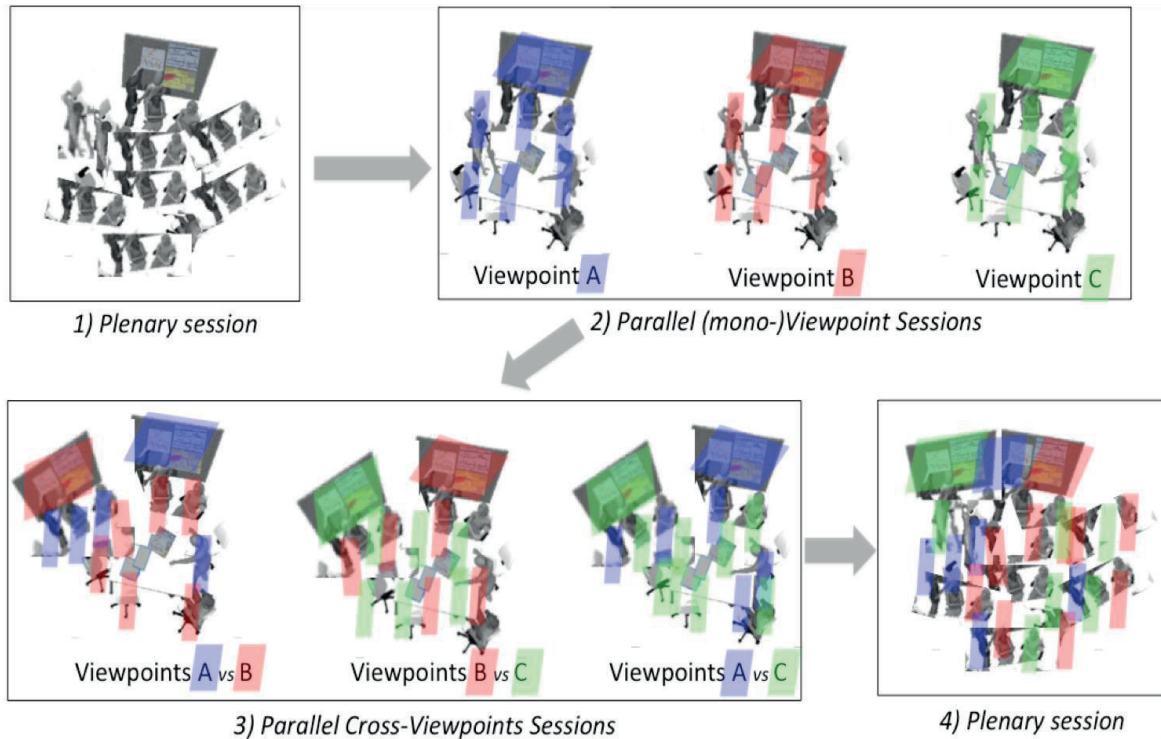 Viewpoint A
Viewpoint B
Viewpoint C
1) Plenary session
2) Parallel (mono-)Viewpoint Sessions
Viewpoints A vs B
Viewpoints B vs C
Viewpoints A vs C
3) Parallel Cross-Viewpoints Sessions
4) Plenary session